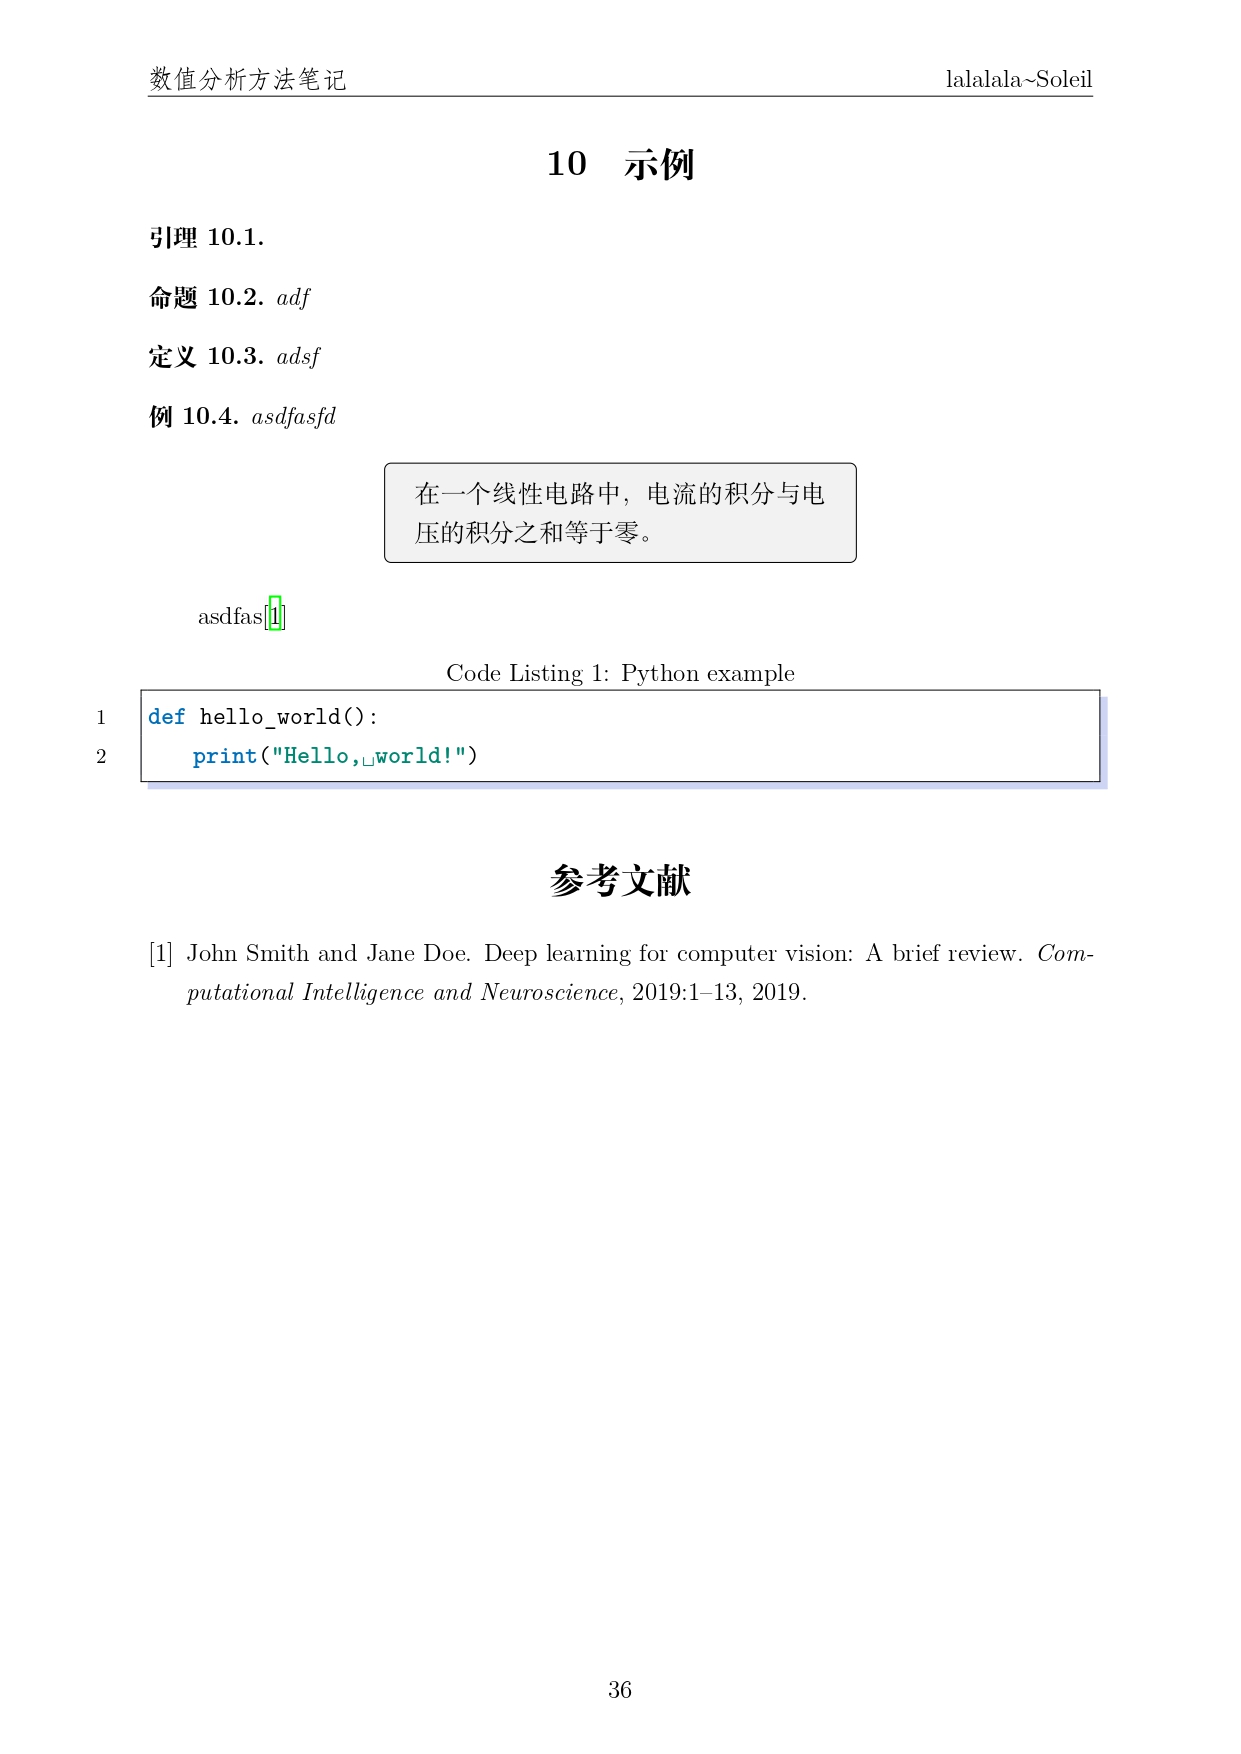 数值分析方法笔记 lalalala~Soleil
10 示例
引理 10.1.
命题 10.2. adf
定义 10.3. adsf
例 10.4. asdfasfd
在一个线性电路中，电流的积分与电
压的积分之和等于零。
asdfas[1]
Code Listing 1: Python example
1 def hello_world():
2 print("Hello,␣world!")
参考文献
[1] John Smith and Jane Doe. Deep learning for computer vision: A brief review. Com-
putational Intelligence and Neuroscience, 2019:1–13, 2019.
36